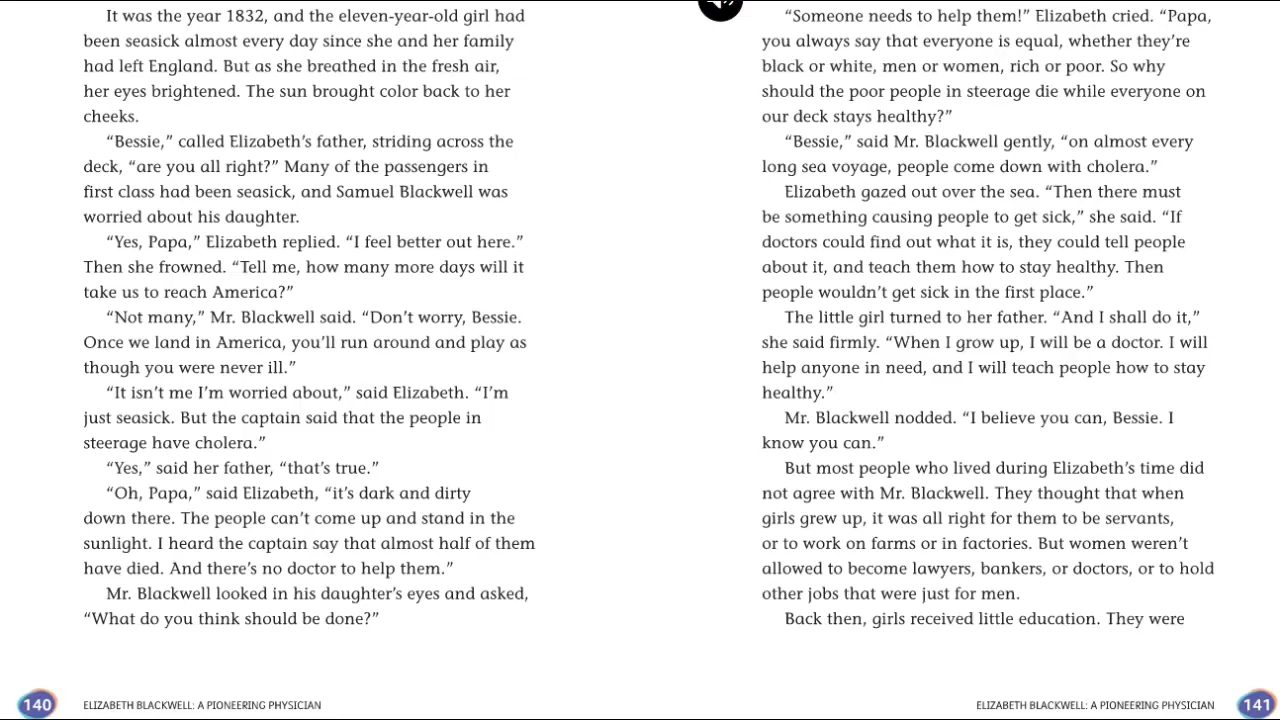 It was the year 1832, and the eleven-year-old girl had
been seasick almost every day since she and her family
had left England. But as she breathed in the fresh air,
her eyes brightened. The sun brought color back to her
cheeks.
“Bessie,” called Elizabeth’s father, striding across the
deck, “are you all right?” Many of the passengers in
first class had been seasick, and Samuel Blackwell was
worried about his daughter.
“Yes, Papa,” Elizabeth replied. “I feel better out here.”
Then she frowned. “Tell me, how many more days will it
take us to reach America?”
“Not many,” Mr. Blackwell said. “Don’t worry, Bessie.
Once we land in America, you’ll run around and play as
though you were never ill.”
“It isn’t me I’m worried about,” said Elizabeth. “I’m
just seasick. But the captain said that the people in
steerage have cholera.”
“Yes,” said her father, “that’s true.”
“Oh, Papa,” said Elizabeth, “it’s dark and dirty
down there. The people can’t come up and stand in the
sunlight. I heard the captain say that almost half of them
have died. And there’s no doctor to help them.”
Mr. Blackwell looked in his daughter’s eyes and asked,
“What do you think should be done?”
140 ELIZABETH BLACKWELL: A PIONEERING PHYSICIAN
“Someone needs to help them!” Elizabeth cried. “Papa,
you always say that everyone is equal, whether they’re
black or white, men or women, rich or poor. So why
should the poor people in steerage die while everyone on
our deck stays healthy?”
“Bessie,” said Mr. Blackwell gently, “on almost every
long sea voyage, people come down with cholera.”
Elizabeth gazed out over the sea. “Then there must
be something causing people to get sick,” she said. “If
doctors could find out what it is, they could tell people
about it, and teach them how to stay healthy. Then
people wouldn’t get sick in the first place.”
The little girl turned to her father. “And I shall do it,”
she said firmly. “When I grow up, I will be a doctor. I will
help anyone in need, and I will teach people how to stay
healthy.”
Mr. Blackwell nodded. “I believe you can, Bessie. I
know you can.”
But most people who lived during Elizabeth’s time did
not agree with Mr. Blackwell. They thought that when
girls grew up, it was all right for them to be servants,
or to work on farms or in factories. But women weren’t
allowed to become lawyers, bankers, or doctors, or to hold
other jobs that were just for men.
Back then, girls received little education. They were
ELIZABETH BLACKWELL: A PIONEERING PHYSICIAN 141